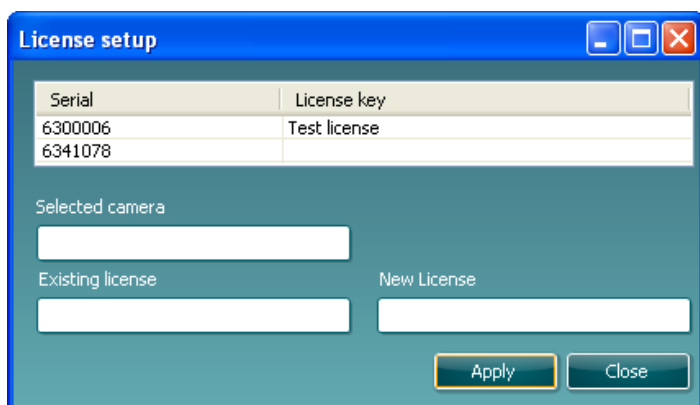 License setup
Serial License key
6300006 Test license
6341078
Selected camera
Existing license New License
Apply Close